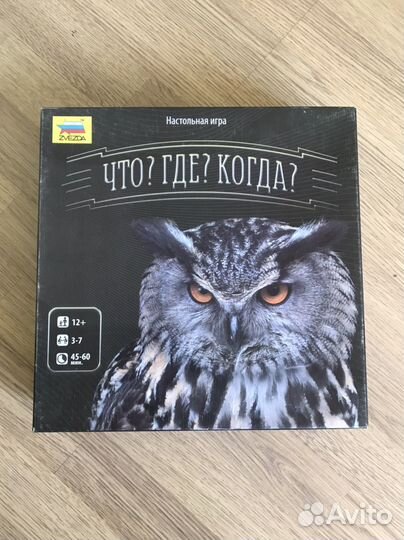 Настольная игра
ZVEZDA
ЧТО? ГДЕ? КОГДА?
12+
3-7
45-60
мин.
Avito